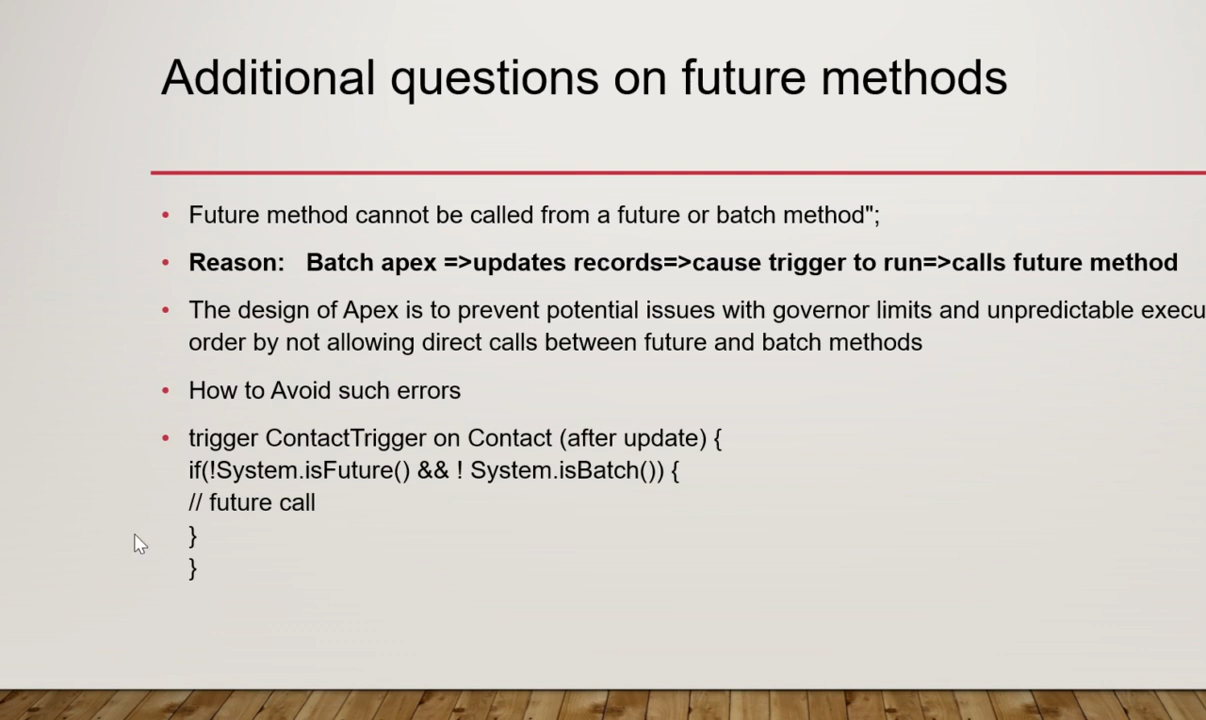 Additional questions on future methods
• Future method cannot be called from a future or batch method";
• Reason: Batch apex =>updates records=>cause trigger to run=>calls future method
• The design of Apex is to prevent potential issues with governor limits and unpredictable execu
order by not allowing direct calls between future and batch methods
• How to Avoid such errors
• trigger ContactTrigger on Contact (after update) {
if(!System.isFuture() && ! System.isBatch()) {
// future call
}
}